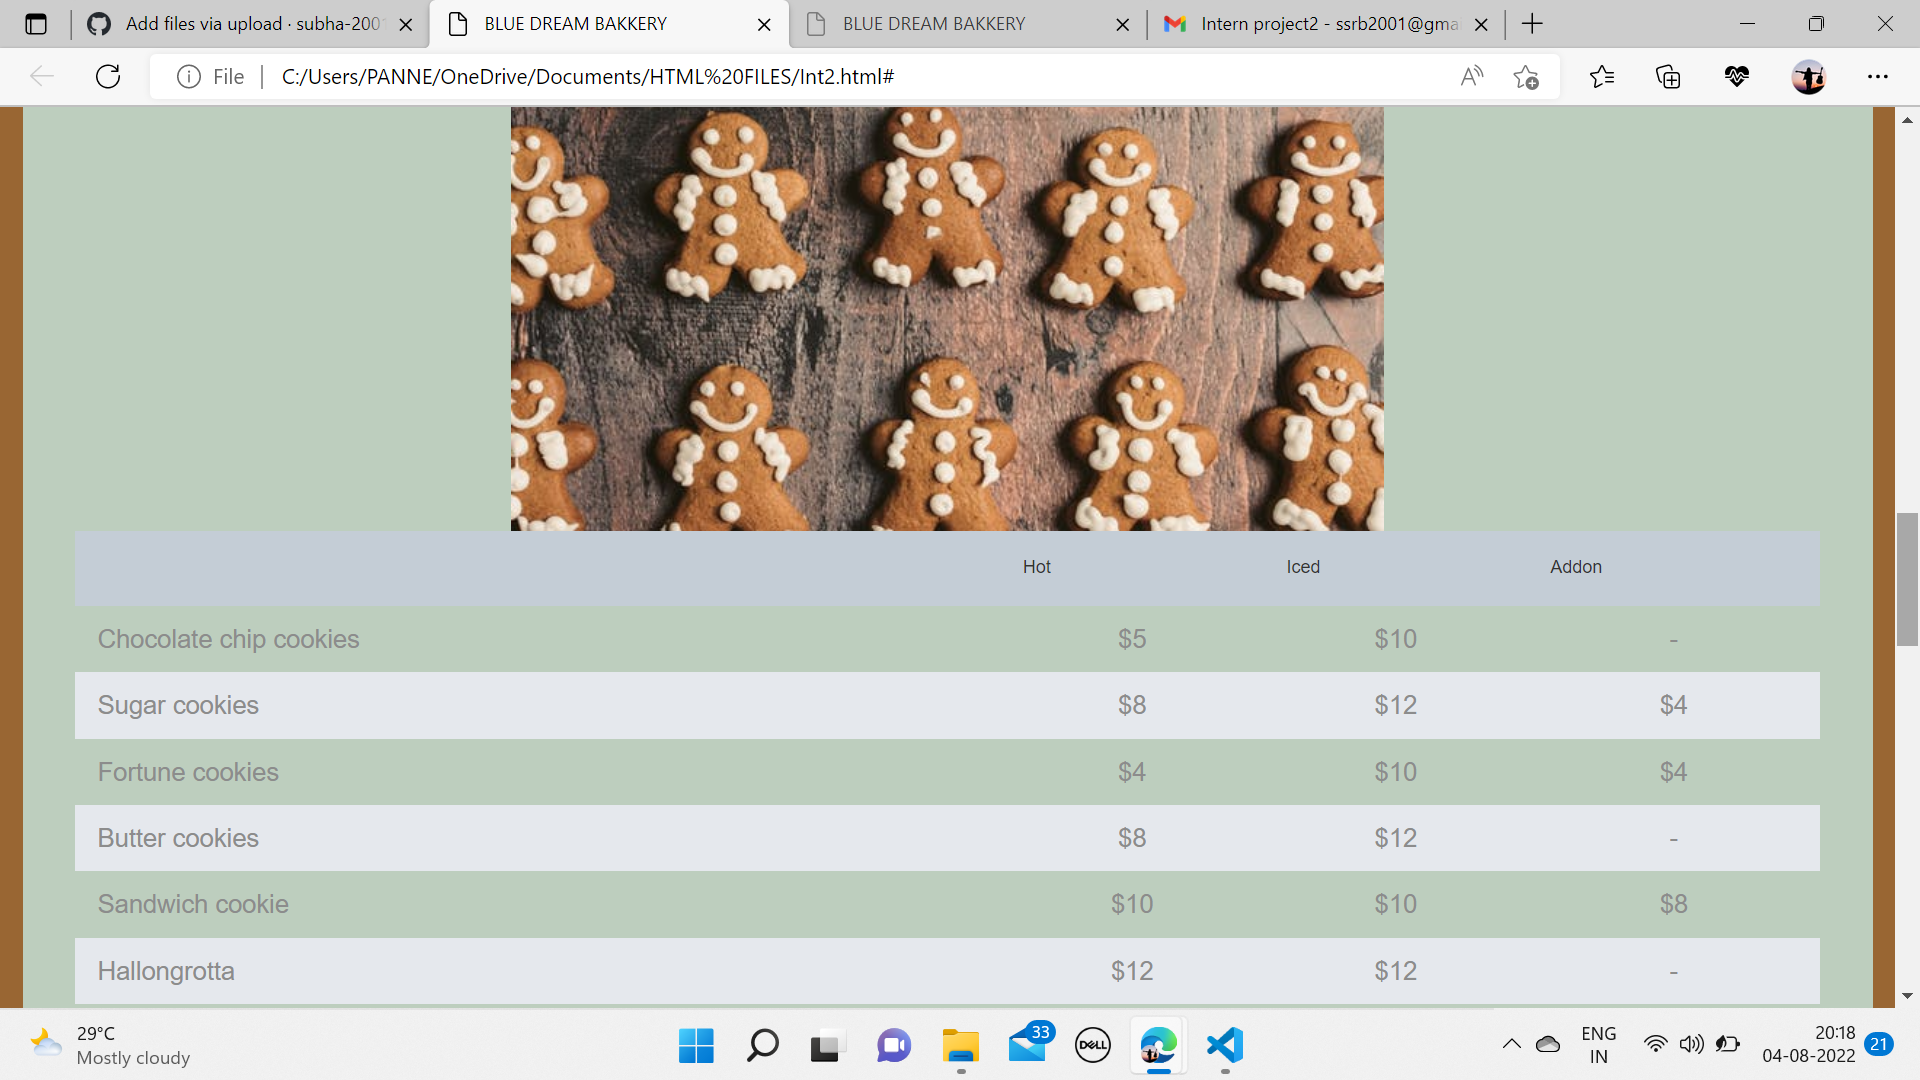 Add files via upload · subha-200
BLUE DREAM BAKKERY
BLUE DREAM BAKKERY
Intern project2 - ssrb2001@gma
File
C:/Users/PANNE/OneDrive/Documents/HTML%20FILES/Int2.html#
Hot Iced Addon
Chocolate chip cookies $5 $10 -
Sugar cookies $8 $12 $4
Fortune cookies $4 $10 $4
Butter cookies $8 $12 -
Sandwich cookie $10 $10 $8
Hallongrotta $12 $12 -
29°C
Mostly cloudy
33
DELL
ENG
IN
20:18
04-08-2022
21